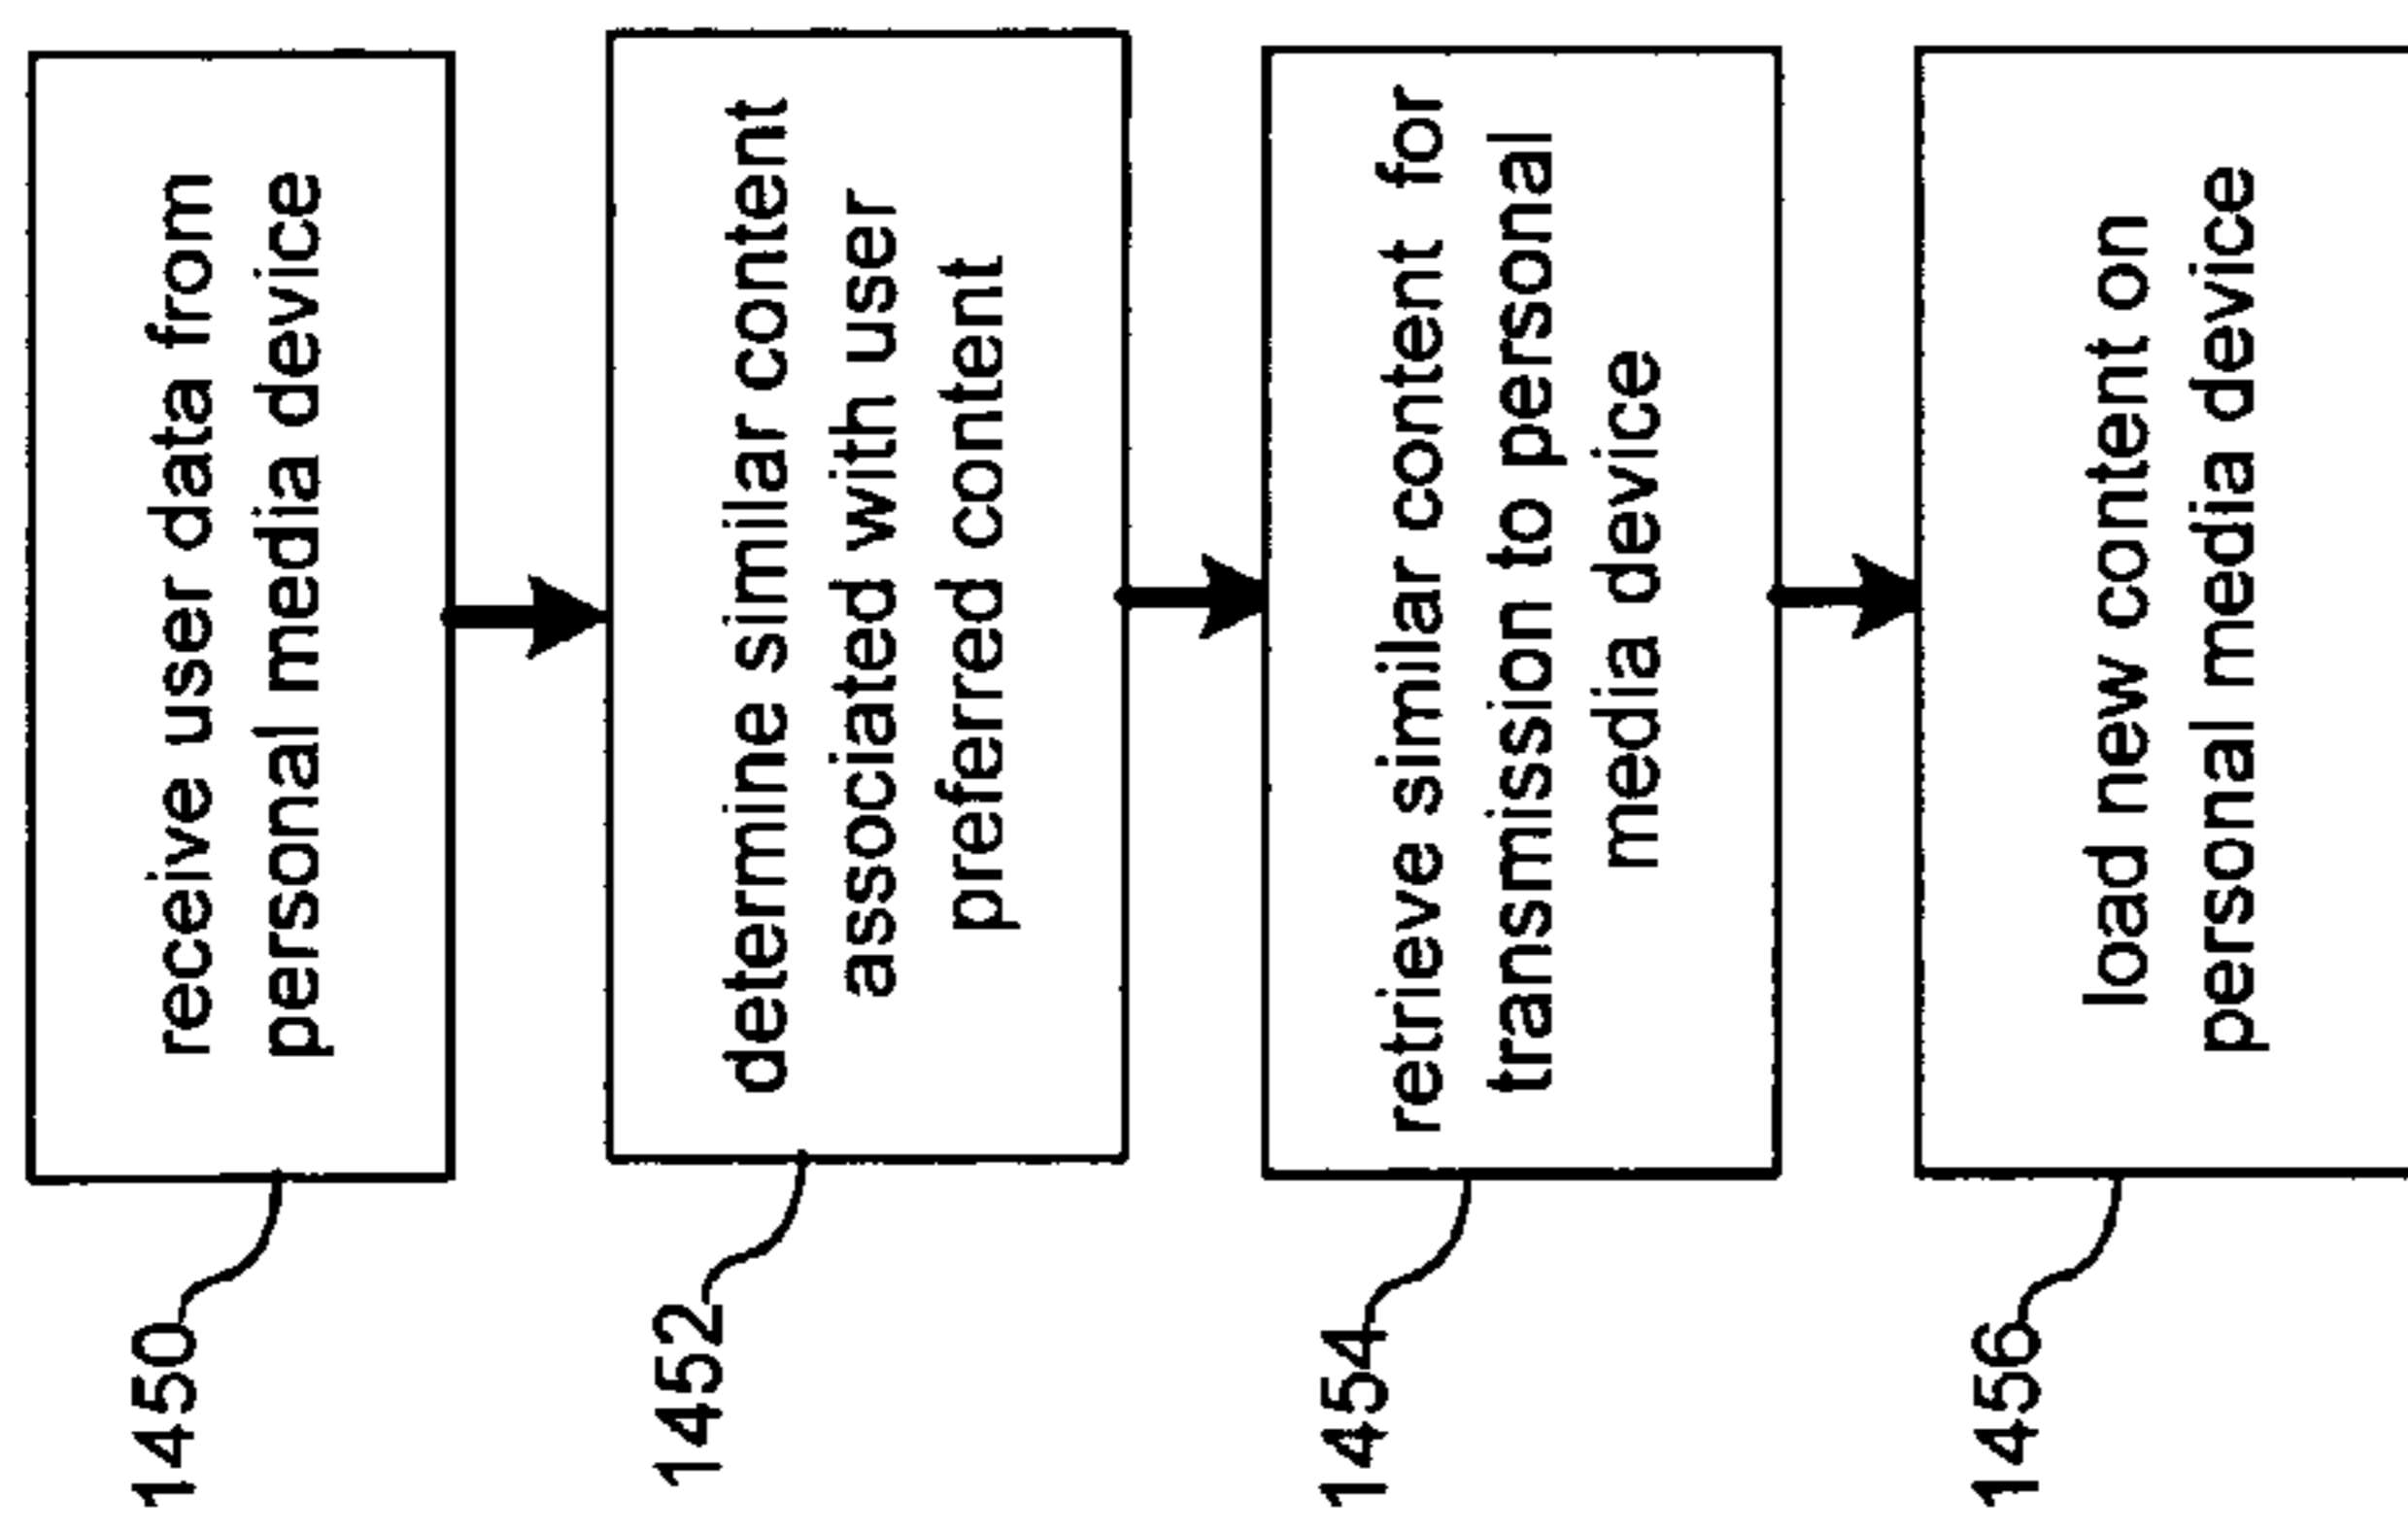 1450
receive user data from
personal media device
1452
determine similar content
associated with user
preferred content
1454
retrieve similar content for
transmission to personal
media device
1456
load new content on
personal media device